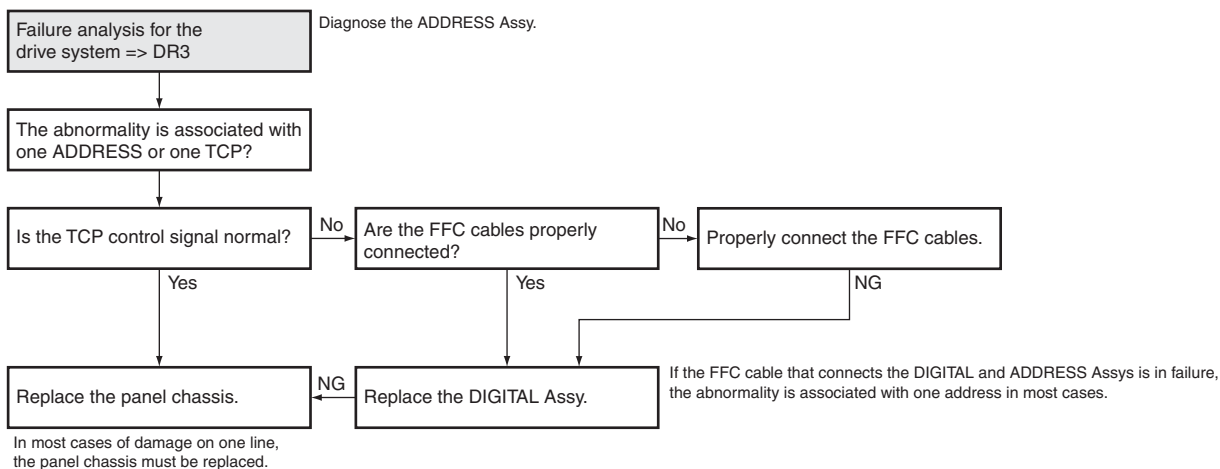 Failure analysis for the
drive system => DR3
Diagnose the ADDRESS Assy.
The abnormality is associated with
one ADDRESS or one TCP?
Is the TCP control signal normal?
No
Are the FFC cables properly
connected?
No
Properly connect the FFC cables.
Yes
Yes
NG
Replace the panel chassis.
NG
Replace the DIGITAL Assy.
If the FFC cable that connects the DIGITAL and ADDRESS Assys is in failure,
the abnormality is associated with one address in most cases.
In most cases of damage on one line,
the panel chassis must be replaced.